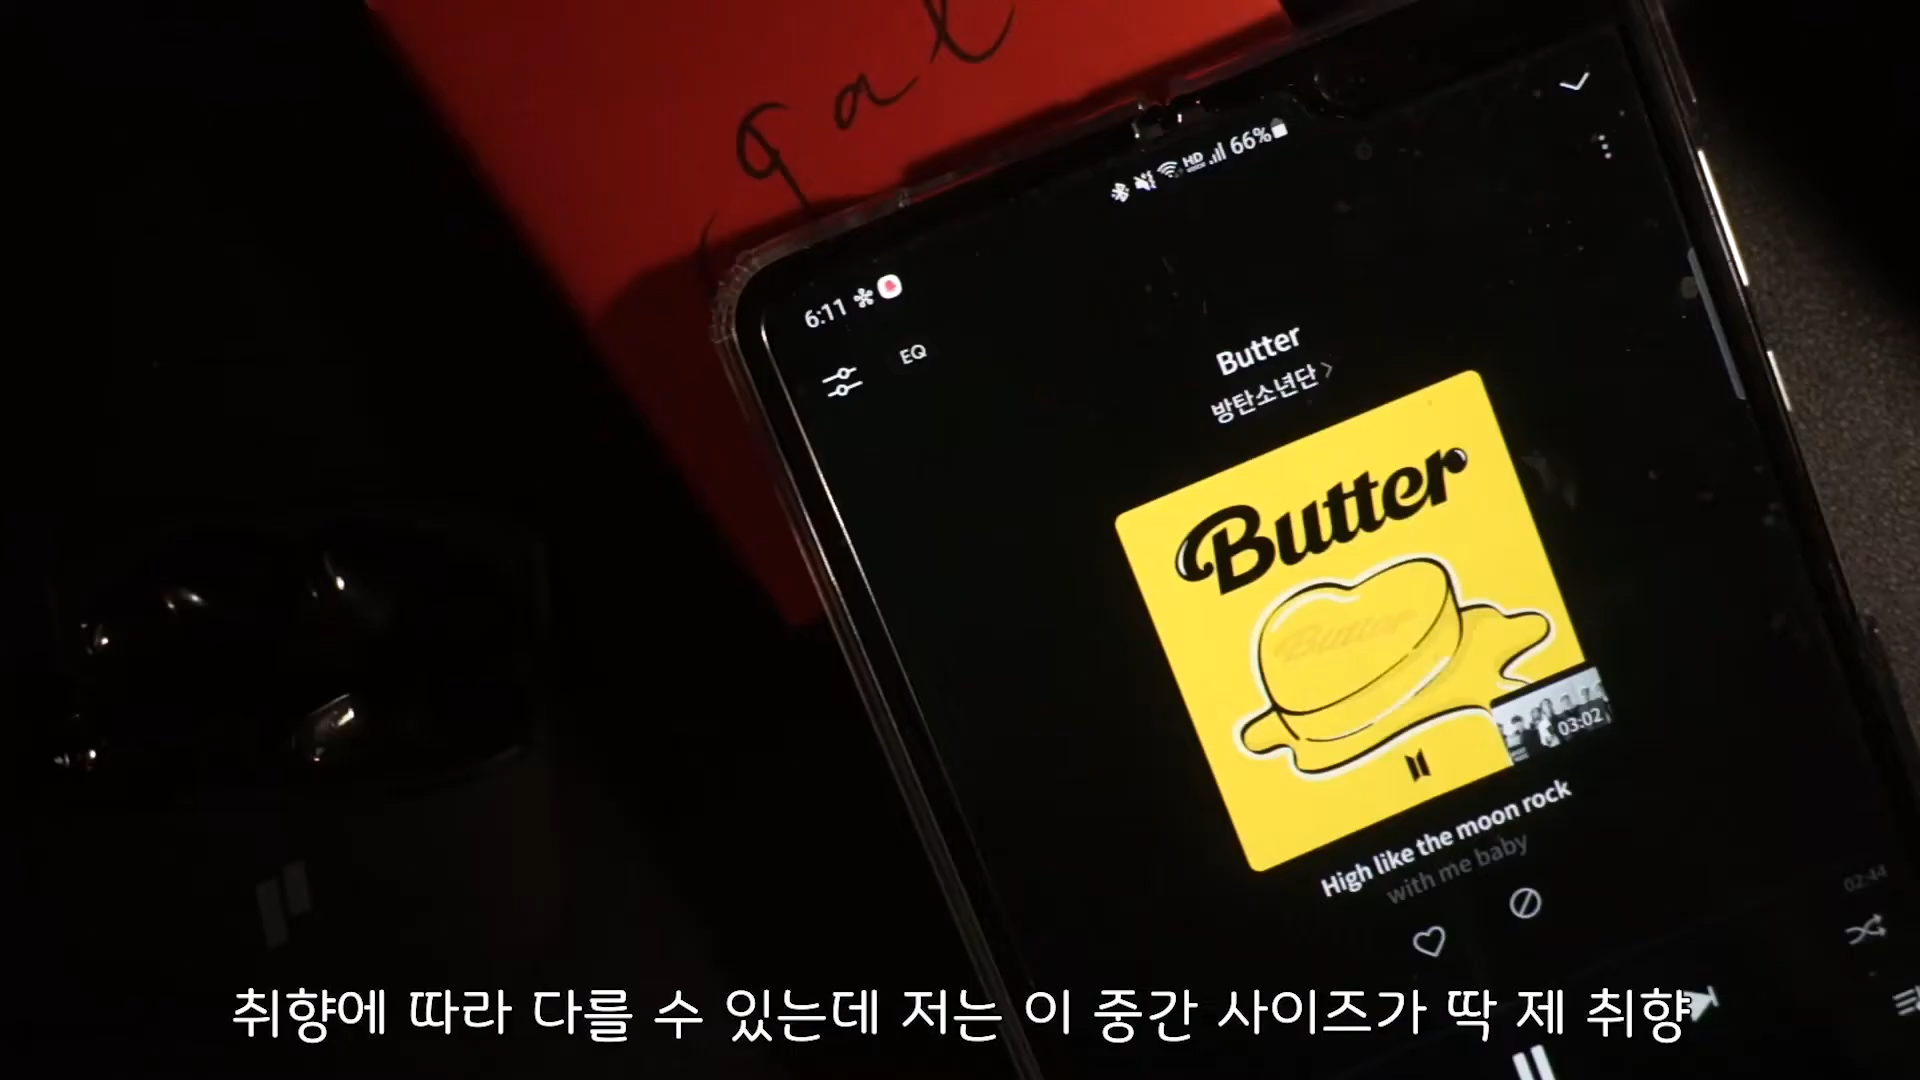 gal
66%
6:11
EQ
Butter
방탄소년단
Butter
Butter
03:02
High like the moon rock
with me baby
02:44
취향에 따라 다를 수 있는데 저는 이 중간 사이즈가 딱 제 취향